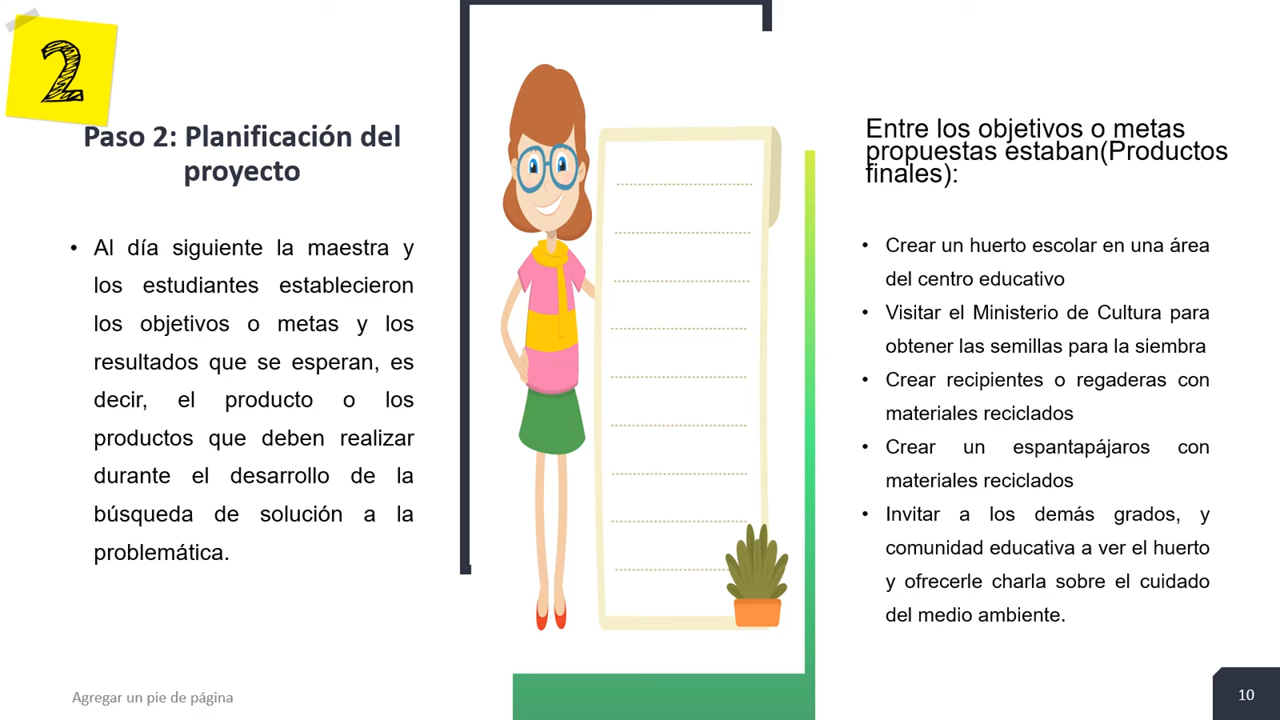 2
Paso 2: Planificación del
proyecto
• Al día siguiente la maestra y
los estudiantes establecieron
los objetivos o metas y los
resultados que se esperan, es
decir, el producto o los
productos que deben realizar
durante el desarrollo de la
búsqueda de solución a la
problemática.
Entre los objetivos o metas
propuestas estaban(Productos
finales):
• Crear un huerto escolar en una área
del centro educativo
• Visitar el Ministerio de Cultura para
obtener las semillas para la siembra
• Crear recipientes o regaderas con
materiales reciclados
• Crear un espantapájaros con
materiales reciclados
• Invitar a los demás grados, y
comunidad educativa a ver el huerto
y ofrecerle charla sobre el cuidado
del medio ambiente.
Agregar un pie de página
10